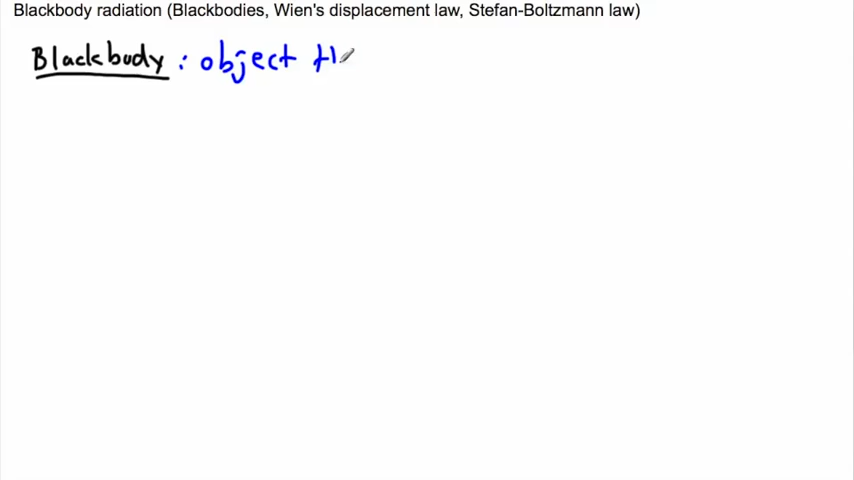 Blackbody radiation (Blackbodies, Wien's displacement law, Stefan-Boltzmann law)
Blackbody : object